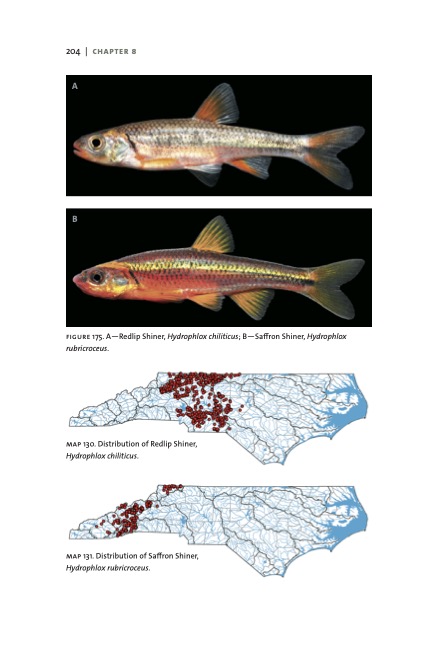 204 | CHAPTER 8
A
B
FIGURE 175. A—Redlip Shiner, Hydrophlox chiliticus; B—Saffron Shiner, Hydrophlox
rubricroceus.
MAP 130. Distribution of Redlip Shiner,
Hydrophlox chiliticus.
MAP 131. Distribution of Saffron Shiner,
Hydrophlox rubricroceus.